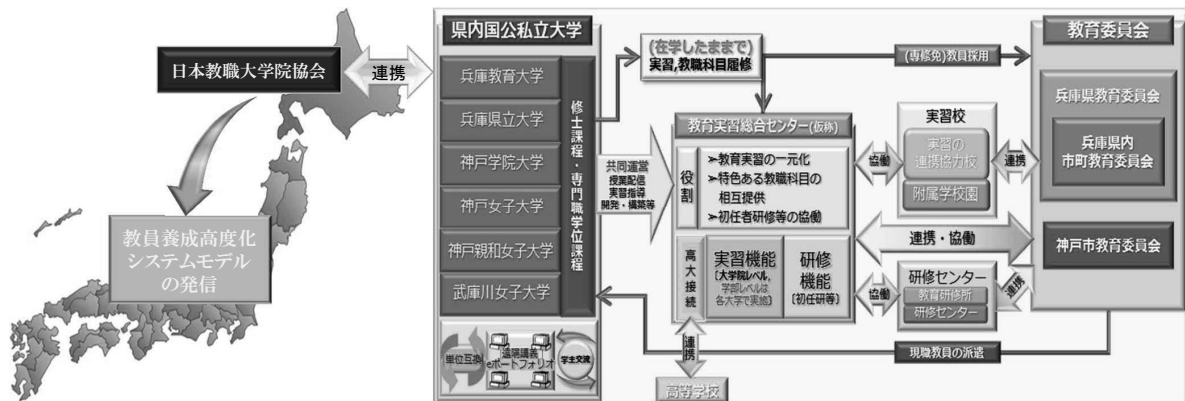 日本教職大学院協会
連携
教員養成高度化
システムモデル
の発信
県内国公私立大学
兵庫教育大学
兵庫県立大学
神戸学院大学
神戸女子大学
神戸親和女子大学
武庫川女子大学
修士課程・専門職学位課程
単位互換
遠隔講義
eポートフォリオ
学生交流
(在学したままで)
実習,教職科目履修
(専修免)教員採用
共同運営
授業配信
実習指導
開発・構築等
教育実習総合センター(仮称)
役割
➢教育実習の一元化
➢特色ある教職科目の
相互提供
➢初任者研修等の協働
高大接続
実習機能
〔大学院レベル,
学部レベルは
各大学で実施〕
研修
機能
〔初任研等〕
連携
高等学校
協働
実習校
実習の
連携協力校
附属学校園
連携
連携・協働
協働
研修センター
教育研修所
研修センター
連携
教育委員会
兵庫県教育委員会
兵庫県内
市町教育委員会
神戸市教育委員会
現職教員の派遣